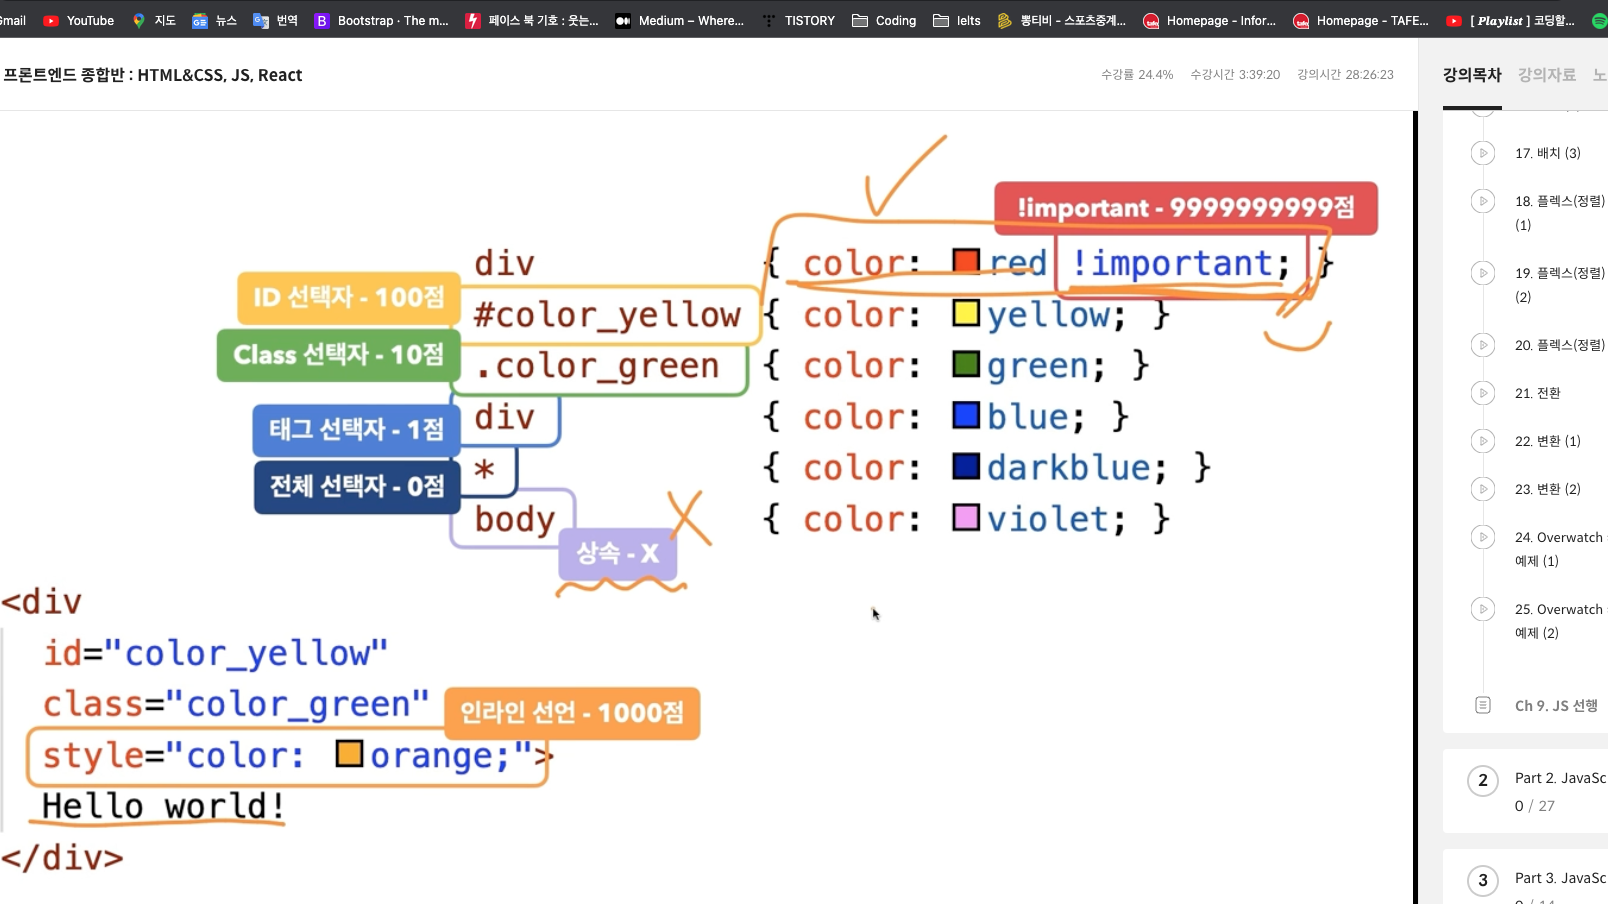 Gmail YouTube 지도 뉴스 번역 Bootstrap · The m... 페이스 북 기호 : 웃는... Medium – Where... TISTORY Coding Ielts 뽕티비 - 스포츠중계... Homepage - Infor... Homepage - TAFE... [ Playlist ] 코딩할...
프론트엔드 종합반 : HTML&CSS, JS, React
수강률 24.4% 수강시간 3:39:20 강의시간 28:26:23
!important - 9999999999점
div { color: red !important; }
ID 선택자 - 100점
#color_yellow { color: yellow; }
Class 선택자 - 10점
.color_green { color: green; }
태그 선택자 - 1점
div { color: blue; }
전체 선택자 - 0점
* { color: darkblue; }
body { color: violet; }
상속 - X
<div
id="color_yellow"
class="color_green"
인라인 선언 - 1000점
style="color: orange;">
Hello world!
</div>
강의목차 강의자료 노
17. 배치 (3)
18. 플렉스(정렬)
(1)
19. 플렉스(정렬)
(2)
20. 플렉스(정렬)
21. 전환
22. 변환 (1)
23. 변환 (2)
24. Overwatch
예제 (1)
25. Overwatch
예제 (2)
Ch 9. JS 선행
2 Part 2. JavaSc
0 / 27
3 Part 3. JavaSc